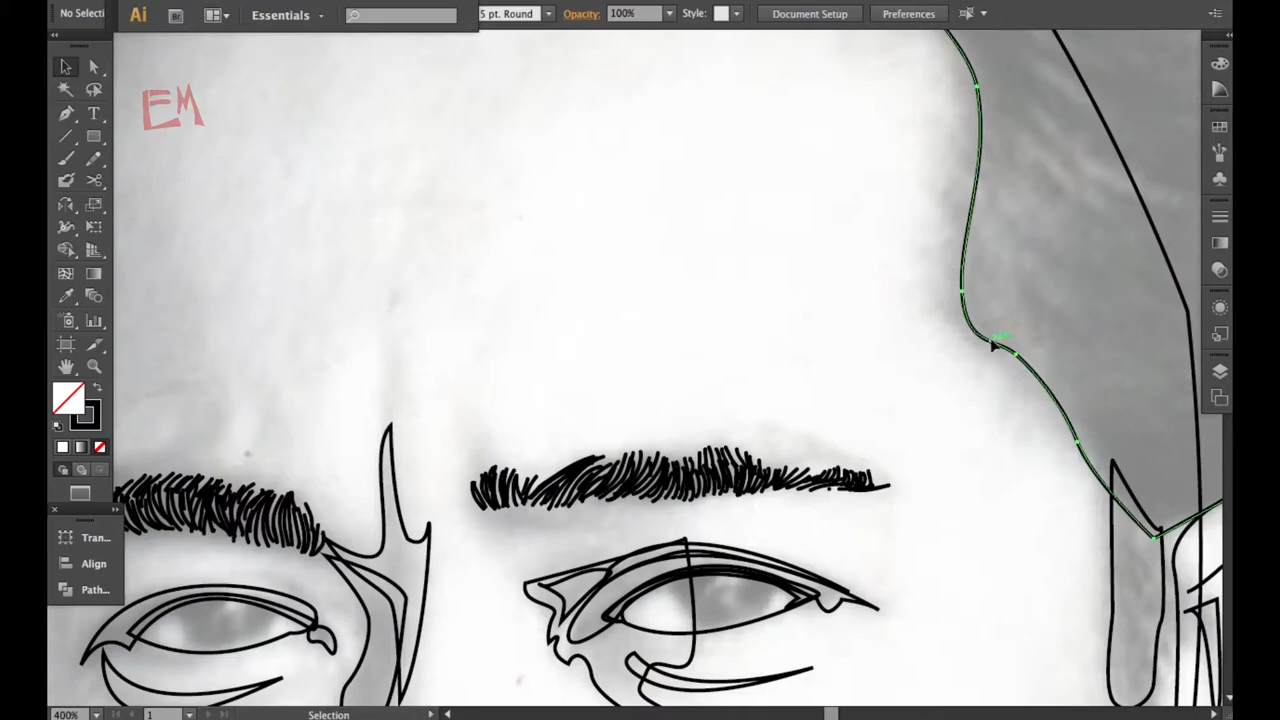 No Selecti
Ai
Br
Essentials
5 pt. Round
Opacity:
100%
Style:
Document Setup
Preferences
EM
T
Tran...
Align
Path...
400%
1
Selection